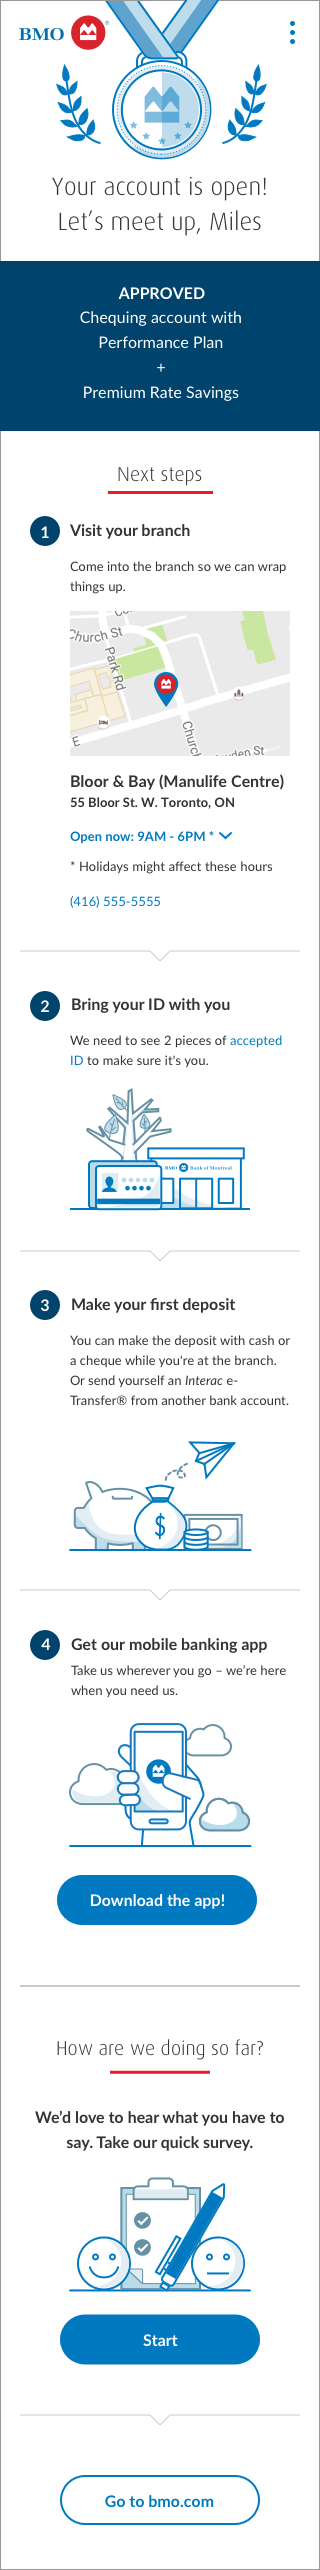 BMO
Your account is open!
Let's meet up, Miles
APPROVED
Chequing account with
Performance Plan
+
Premium Rate Savings
Next steps
1 Visit your branch
Come into the branch so we can wrap
things up.
Church St
Park Rd
E
Bloor & Bay (Manulife Centre)
55 Bloor St. W. Toronto, ON
Open now: 9AM - 6PM *
* Holidays might affect these hours
(416) 555-5555
2 Bring your ID with you
We need to see 2 pieces of accepted
ID to make sure it's you.
BMO Bank of Montreal
3 Make your first deposit
You can make the deposit with cash or
a cheque while you're at the branch.
Or send yourself an Interac e-
Transfer® from another bank account.
$
4 Get our mobile banking app
Take us wherever you go – we're here
when you need us.
Download the app!
How are we doing so far?
We'd love to hear what you have to
say. Take our quick survey.
Start
Go to bmo.com